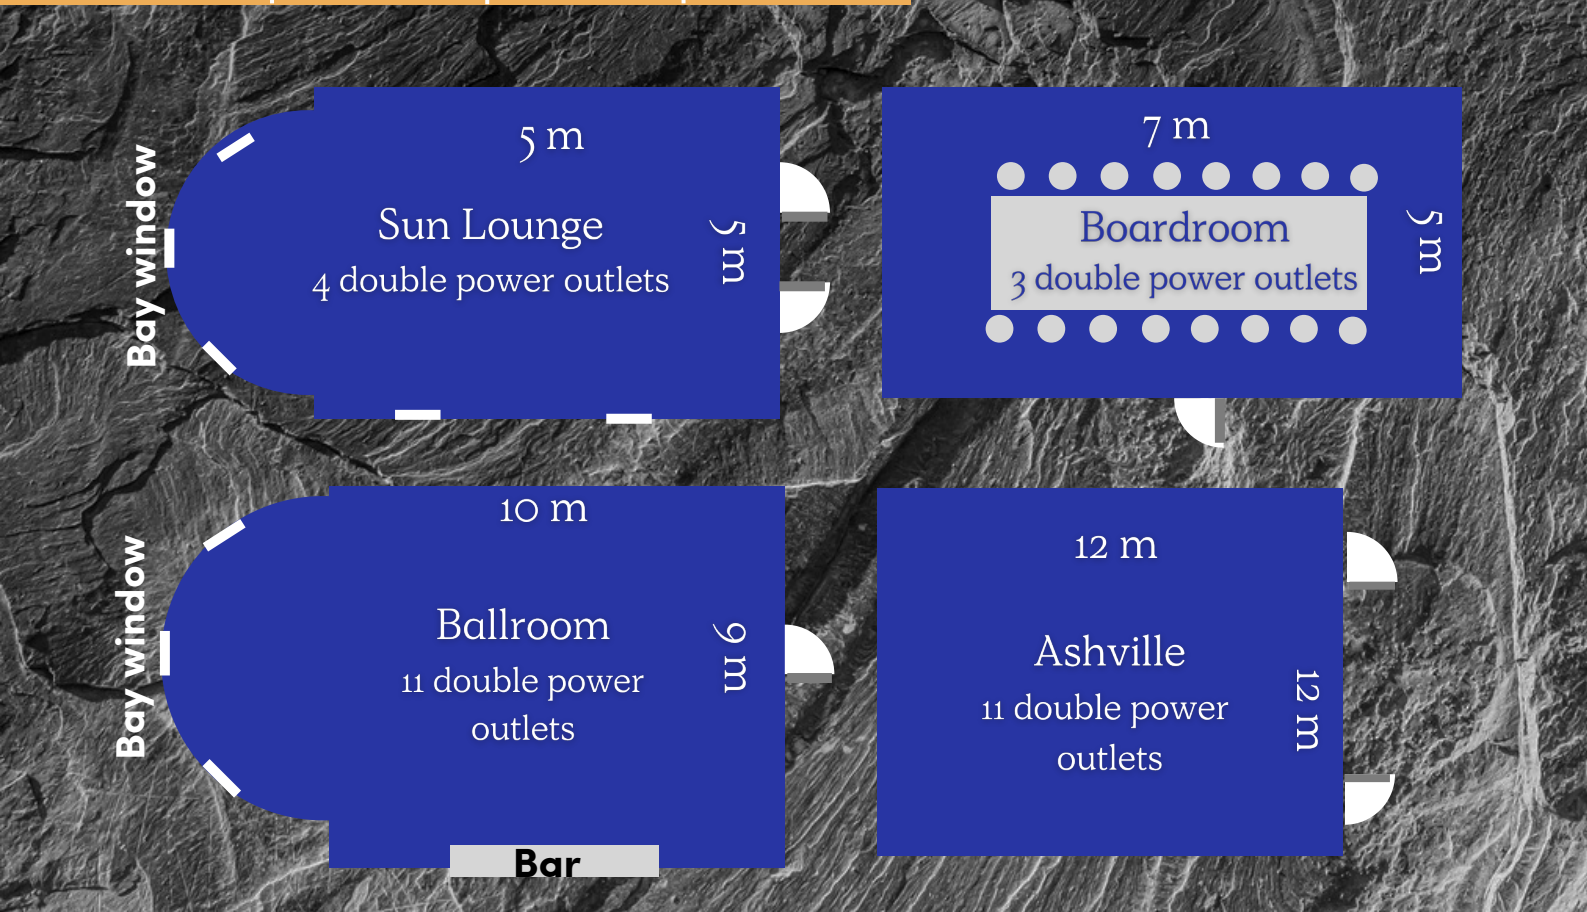 5 m
Bay window
Sun Lounge
4 double power outlets
5 m
7 m
Boardroom
3 double power outlets
5 m
10 m
Bay window
Ballroom
11 double power
outlets
9 m
Bar
12 m
Ashville
11 double power
outlets
12 m